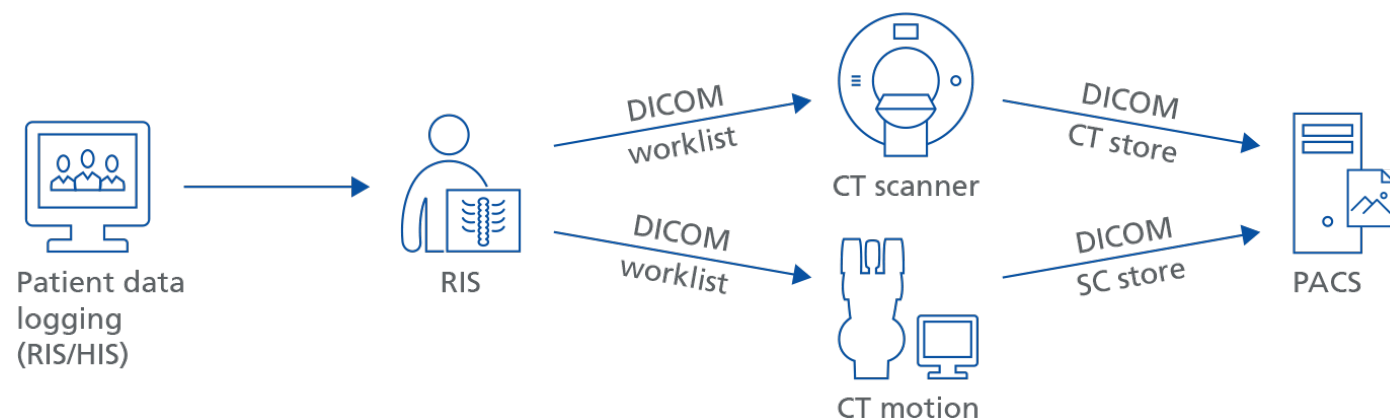 Patient data
logging
(RIS/HIS)
RIS
DICOM
worklist
DICOM
worklist
CT scanner
CT motion
DICOM
CT store
DICOM
SC store
PACS